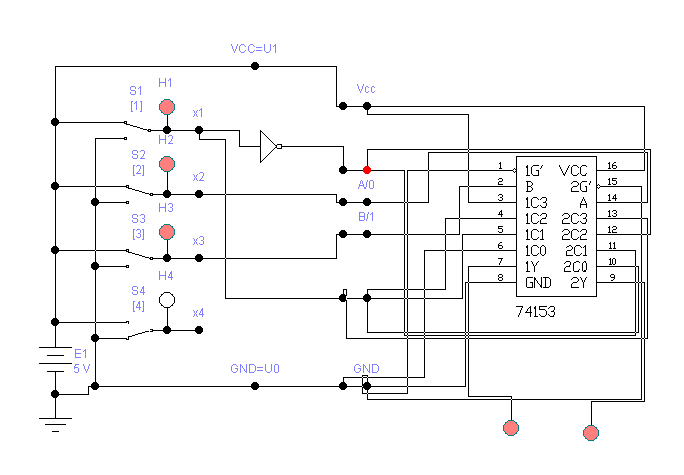 VCC=U1
H1
S1
[1]
Vcc
x1
H2
S2
[2]
x2
A/0
H3
S3
[3]
x3
B/1
H4
S4
[4]
x4
E1
5 V
GND=U0
GND
1 1G' VCC 16
2 B 2G' 15
3 1C3 A 14
4 1C2 2C3 13
5 1C1 2C2 12
6 1C0 2C1 11
7 1Y 2C0 10
8 GND 2Y 9
74153